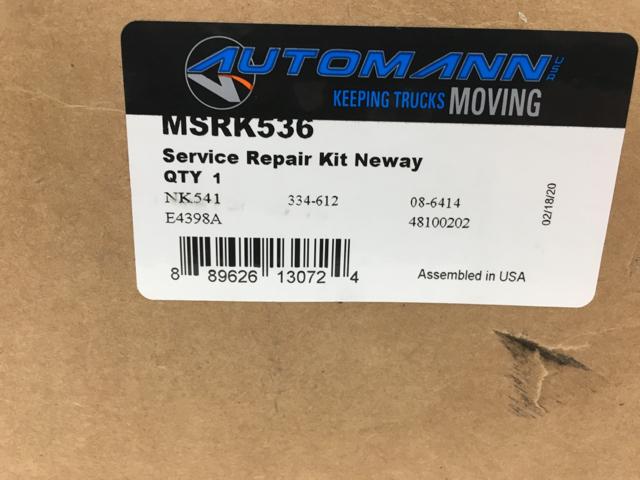 AUTOMANN USA
KEEPING TRUCKS MOVING
MSRK536
Service Repair Kit Neway
QTY 1
NK541 334-612 08-6414
E4398A 48100202
02/18/20
8 89626 13072 4
Assembled in USA